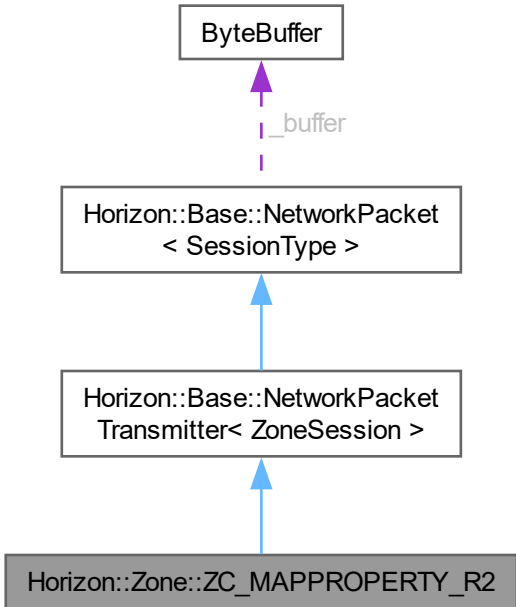 ByteBuffer
_buffer
Horizon::Base::NetworkPacket
< SessionType >
Horizon::Base::NetworkPacket
Transmitter< ZoneSession >
Horizon::Zone::ZC_MAPPROPERTY_R2